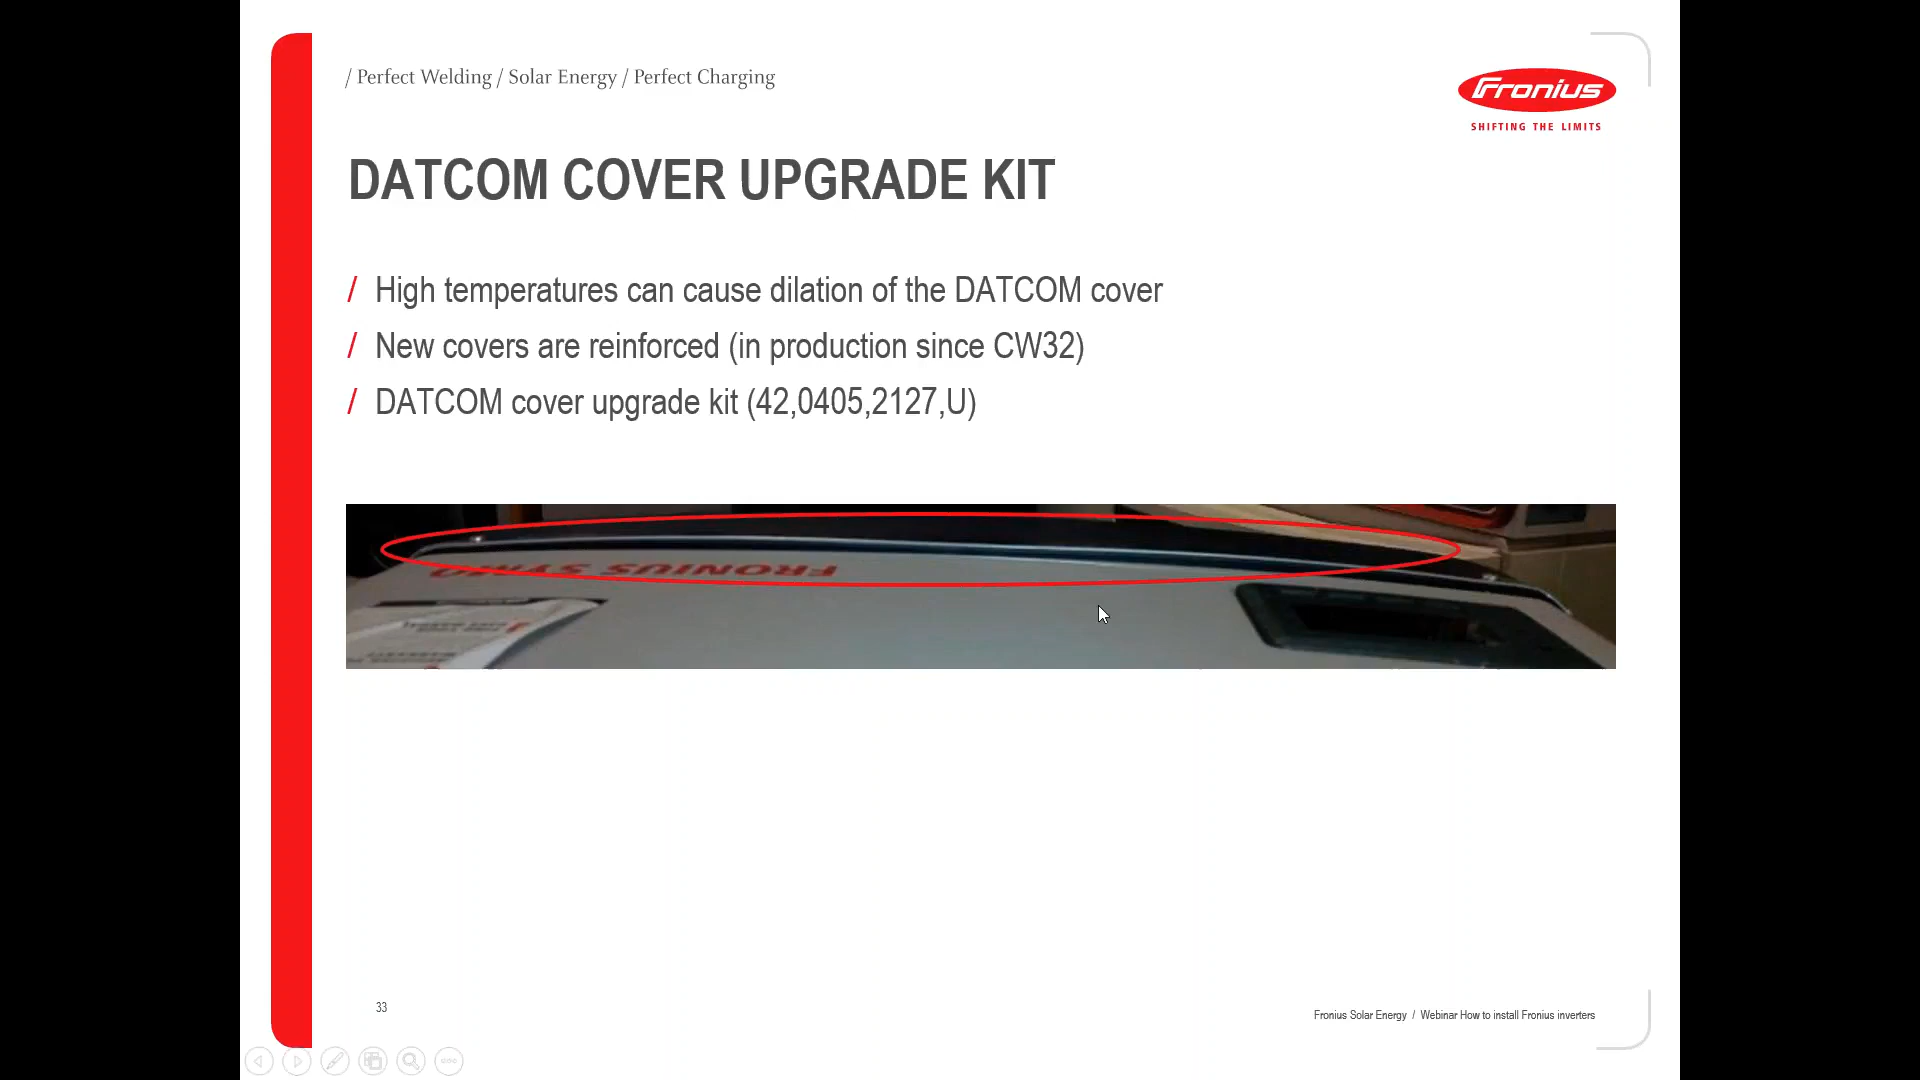 / Perfect Welding / Solar Energy / Perfect Charging
Fronius
SHIFTING THE LIMITS
DATCOM COVER UPGRADE KIT
/ High temperatures can cause dilation of the DATCOM cover
/ New covers are reinforced (in production since CW32)
/ DATCOM cover upgrade kit (42,0405,2127,U)
FRONIUS SYMO
33
Fronius Solar Energy / Webinar How to install Fronius inverters